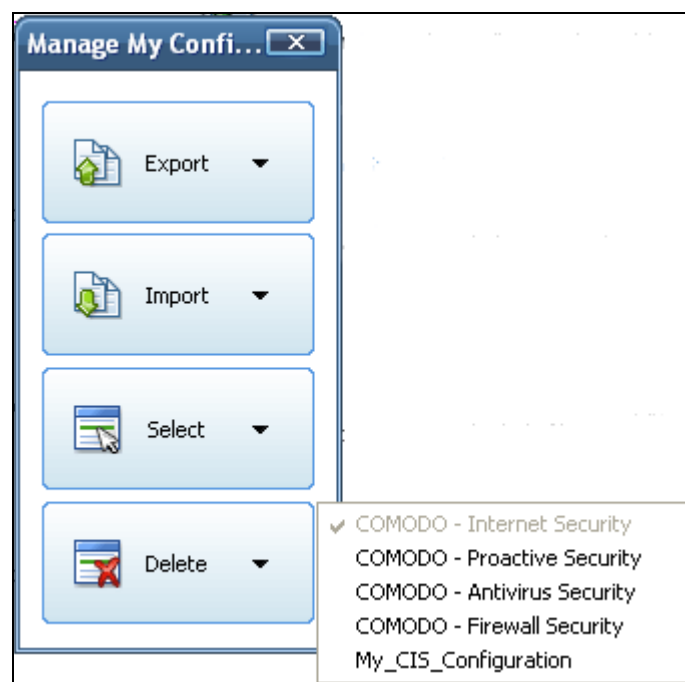 Manage My Confi...
Export
Import
Select
Delete
COMODO - Internet Security
COMODO - Proactive Security
COMODO - Antivirus Security
COMODO - Firewall Security
My_CIS_Configuration